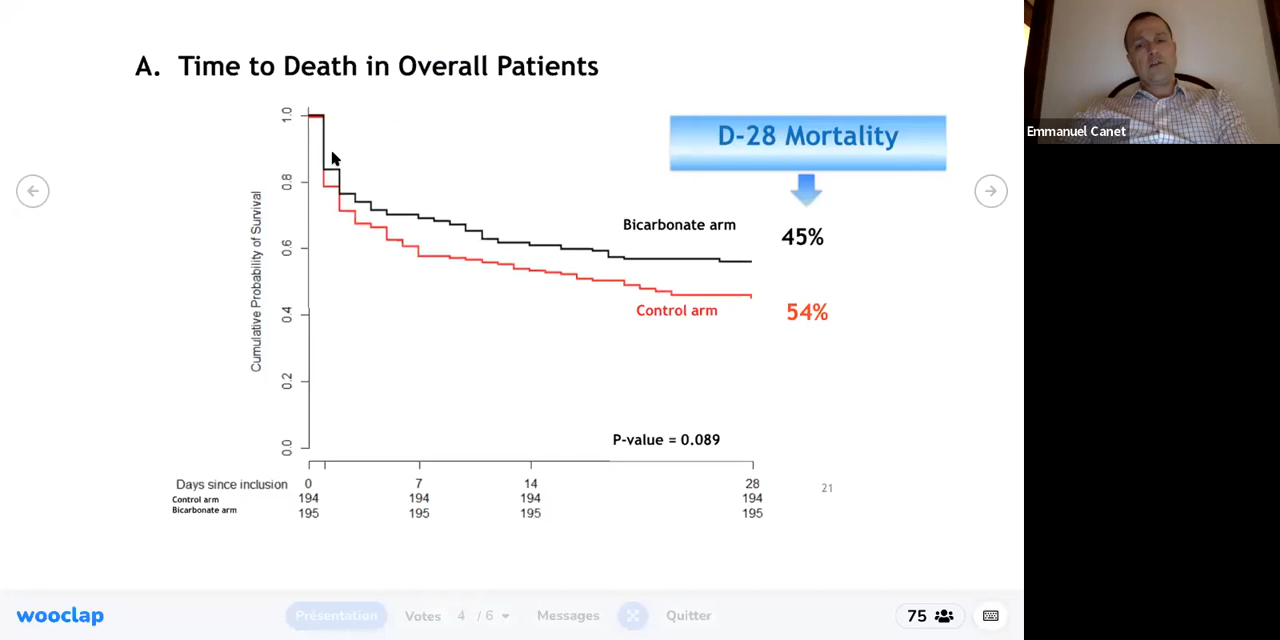 A. Time to Death in Overall Patients
D-28 Mortality
Bicarbonate arm
45%
Control arm
54%
P-value = 0.089
Cumulative Probability of Survival
1.0
0.8
0.6
0.4
0.2
0.0
Days since inclusion 0 7 14 28
Control arm 194 194 194 194
Bicarbonate arm 195 195 195 195
21
Emmanuel Canet
wooclap
Présentation Votes 4 / 6 Messages Quitter 75